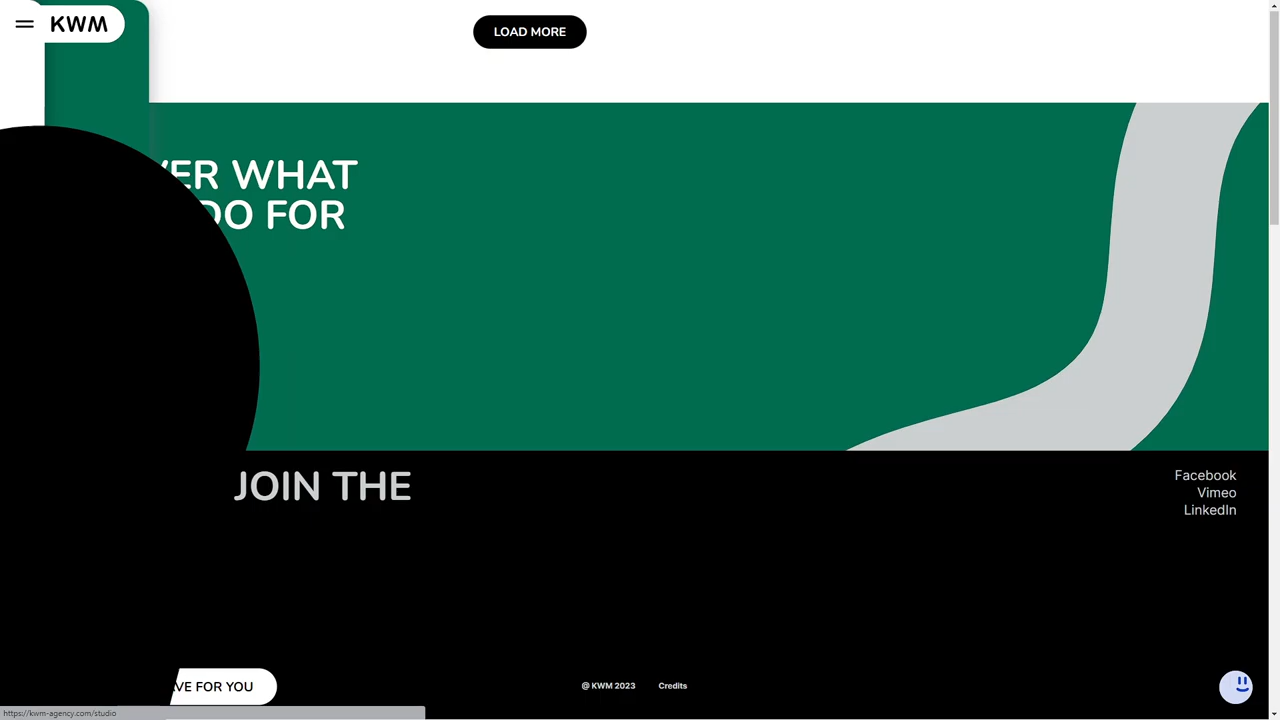 KWM
LOAD MORE
VER WHAT
DO FOR
JOIN THE
Facebook
Vimeo
LinkedIn
AVE FOR YOU
@ KWM 2023
Credits
https://kwm-agency.com/studio